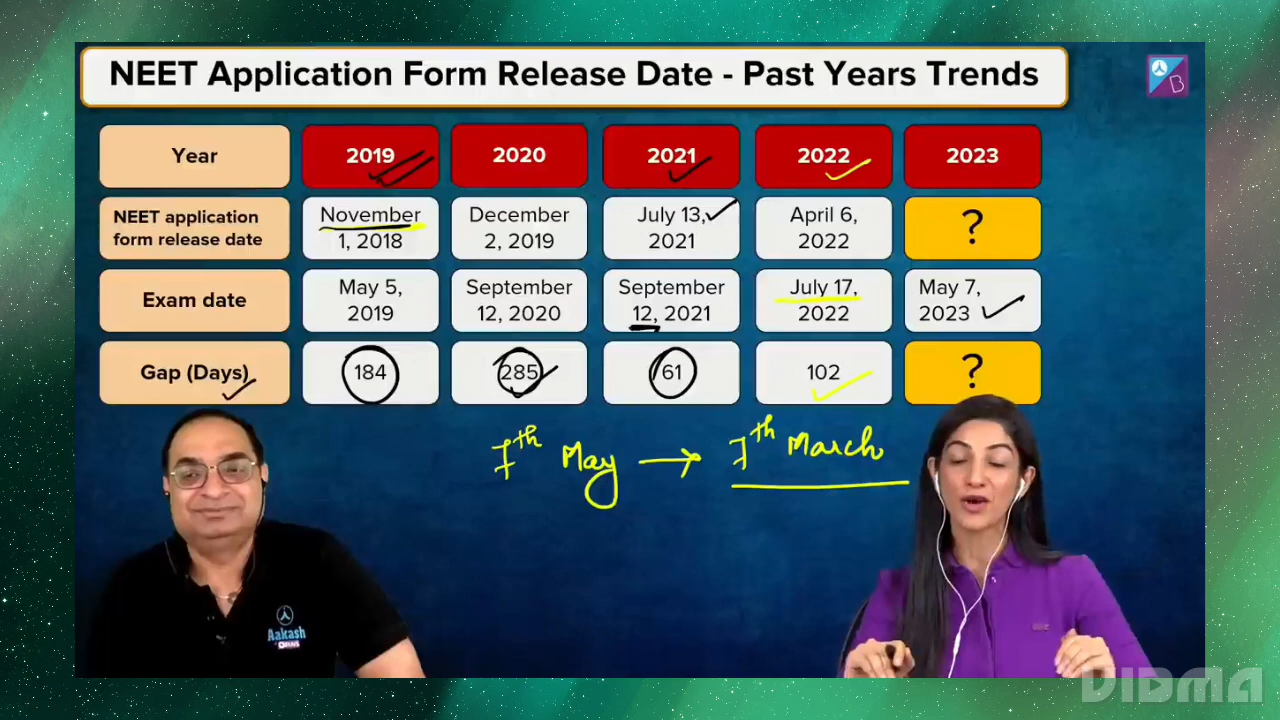 NEET Application Form Release Date - Past Years Trends
B
Year 2019 2020 2021 2022 2023
NEET application form release date
November 1, 2018
December 2, 2019
July 13, 2021
April 6, 2022
?
Exam date
May 5, 2019
September 12, 2020
September 12, 2021
July 17, 2022
May 7, 2023
Gap (Days) 184 285 61 102 ?
7th May → 7th March
Aakash
VIDMA